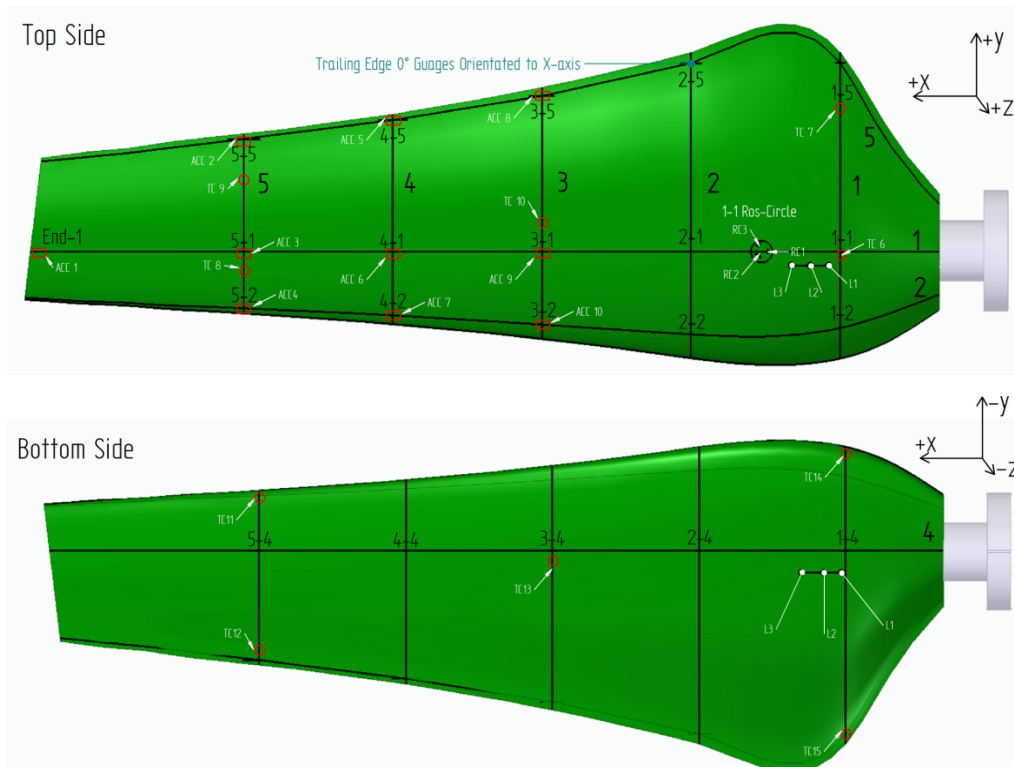 Top Side
+y
+X
+Z
Trailing Edge 0° Guages Orientated to X-axis
2-5
1-5
TC 7
5
ACC 8
3-5
ACC 5
4-5
ACC 2
5-5
TC 9
5
4
3
2
1
TC 10
1-1 Ros-Circle
RC3
RC1
RC2
End-1
ACC 1
5-1
ACC 3
TC 8
4-1
ACC 6
3-1
ACC 9
2-1
1-1
TC 6
1
L3
L2
L1
2
5-2
ACC4
4-2
ACC 7
3-2
ACC 10
2-2
1-2
Bottom Side
-y
+X
-Z
TC14
TC11
5-4
4-4
3-4
2-4
1-4
4
TC13
L3
L2
L1
TC12
TC15